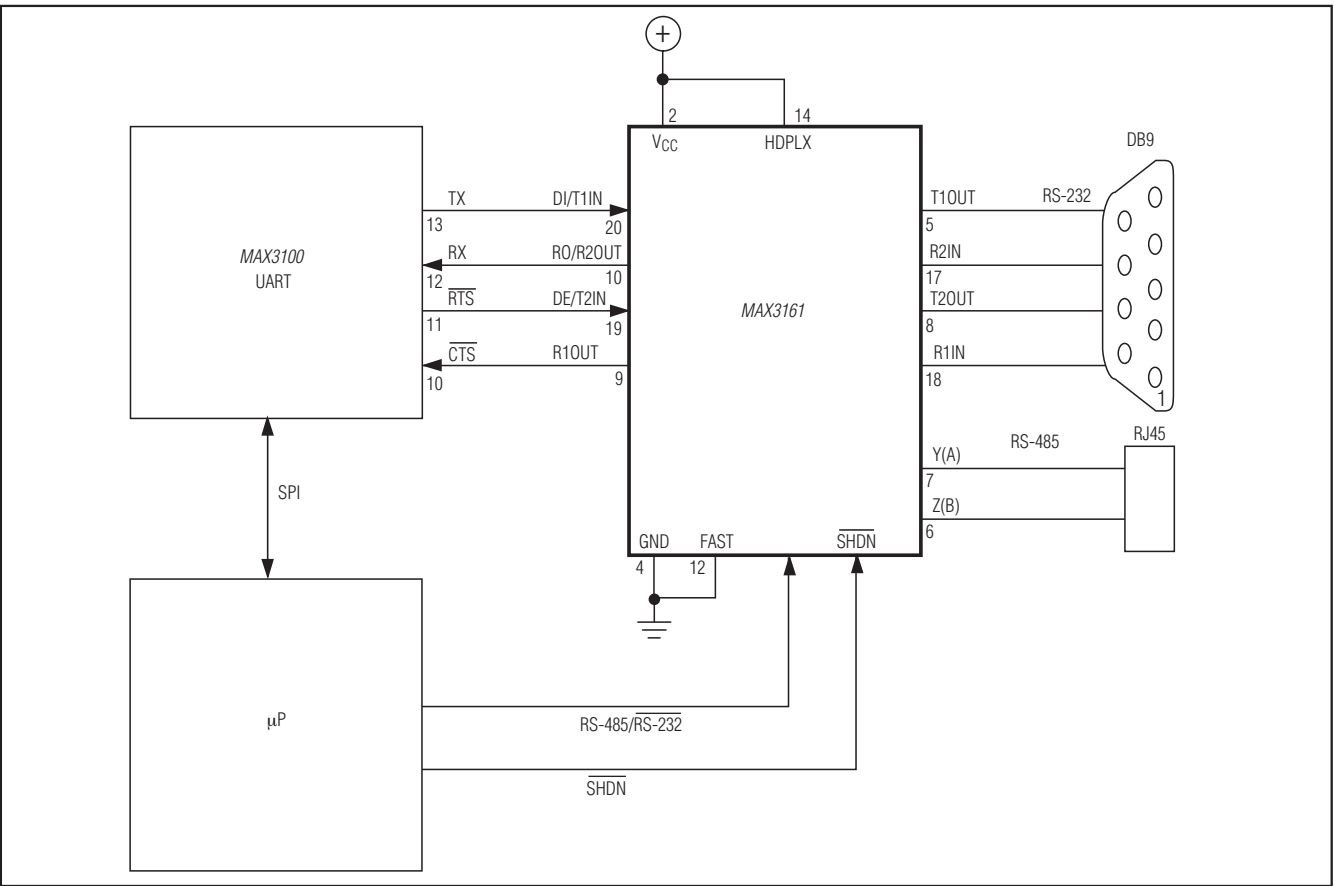 +
2
14
VCC
HDPLX
DB9
TX
DI/T1IN
13
20
RX
RO/R2OUT
12
10
RTS
DE/T2IN
11
19
CTS
R1OUT
10
9
MAX3100
UART
MAX3161
T1OUT
RS-232
5
R2IN
17
T2OUT
8
R1IN
18
1
RJ45
RS-485
Y(A)
7
Z(B)
6
SPI
GND
FAST
SHDN
4
12
μP
RS-485/RS-232
SHDN